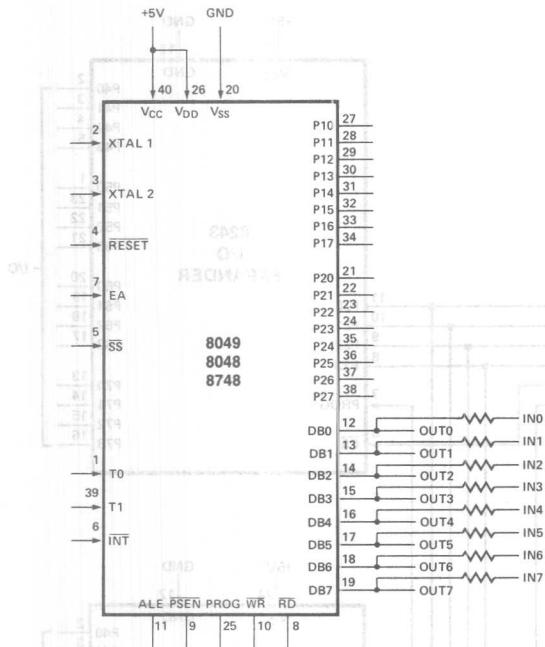 +5V GND
40 26 20
VCC VDD VSS
2 XTAL 1
3 XTAL 2
4 RESET
7 EA
5 SS
1 T0
39 T1
6 INT
8049
8048
8748
P10 27
P11 28
P12 29
P13 30
P14 31
P15 32
P16 33
P17 34
P20 21
P21 22
P22 23
P23 24
P24 35
P25 36
P26 37
P27 38
DB0 12 OUT0 IN0
DB1 13 OUT1 IN1
DB2 14 OUT2 IN2
DB3 15 OUT3 IN3
DB4 16 OUT4 IN4
DB5 17 OUT5 IN5
DB6 18 OUT6 IN6
DB7 19 OUT7 IN7
ALE PSEN PROG WR RD
11 9 25 10 8